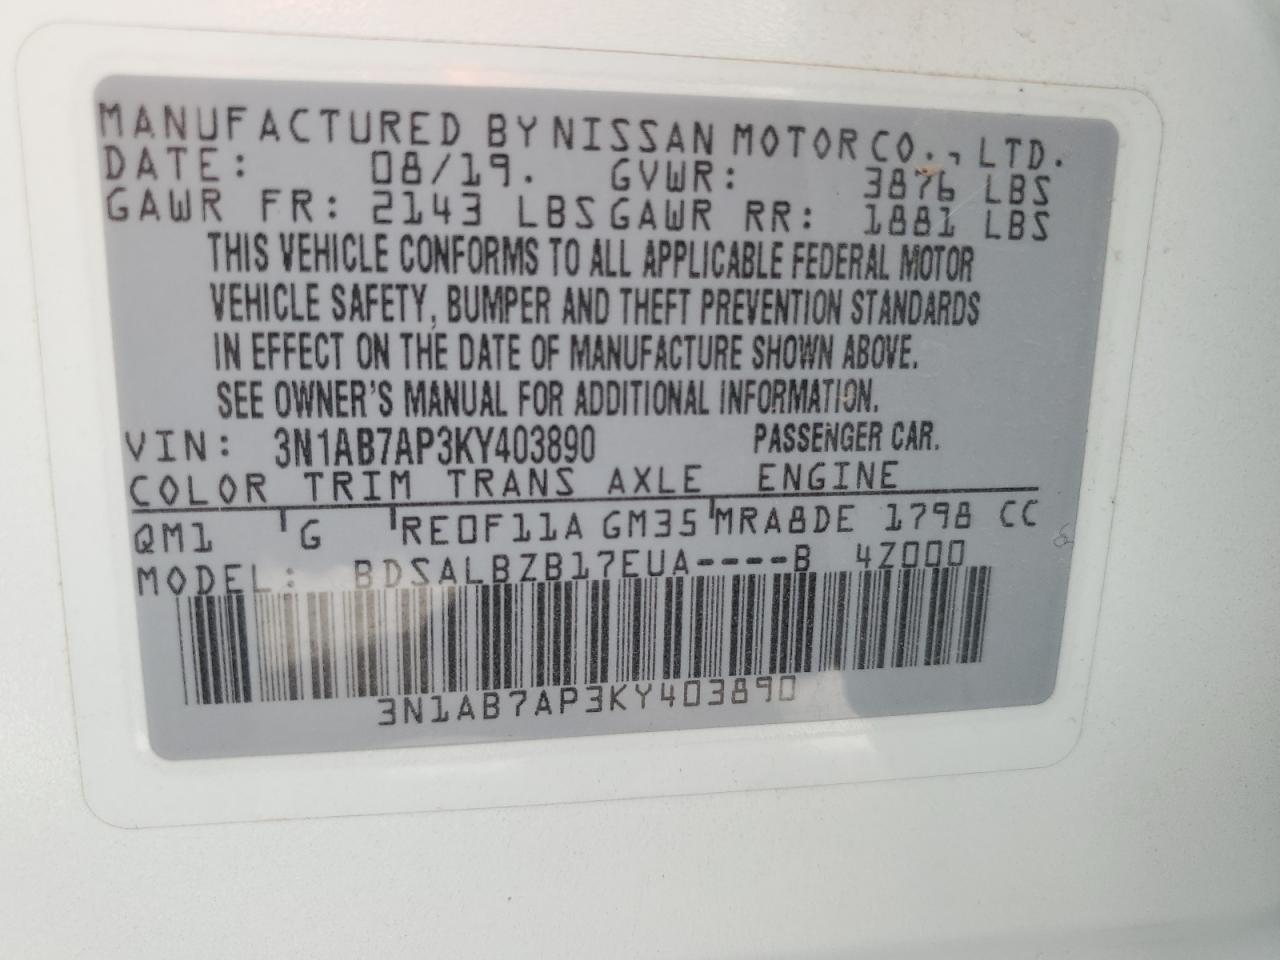 MANUFACTURED BY NISSAN MOTOR CO., LTD.
DATE: 08/19. GVWR: 3876 LBS
GAWR FR: 2143 LBS GAWR RR: 1881 LBS
THIS VEHICLE CONFORMS TO ALL APPLICABLE FEDERAL MOTOR
VEHICLE SAFETY, BUMPER AND THEFT PREVENTION STANDARDS
IN EFFECT ON THE DATE OF MANUFACTURE SHOWN ABOVE.
SEE OWNER'S MANUAL FOR ADDITIONAL INFORMATION.
VIN: 3N1AB7AP3KY403890 PASSENGER CAR.
COLOR TRIM TRANS AXLE ENGINE
QM1 G RE0F11A GM35 MRA8DE 1798 CC
MODEL: BDSALBZB17EUA----B 4Z000
3N1AB7AP3KY403890